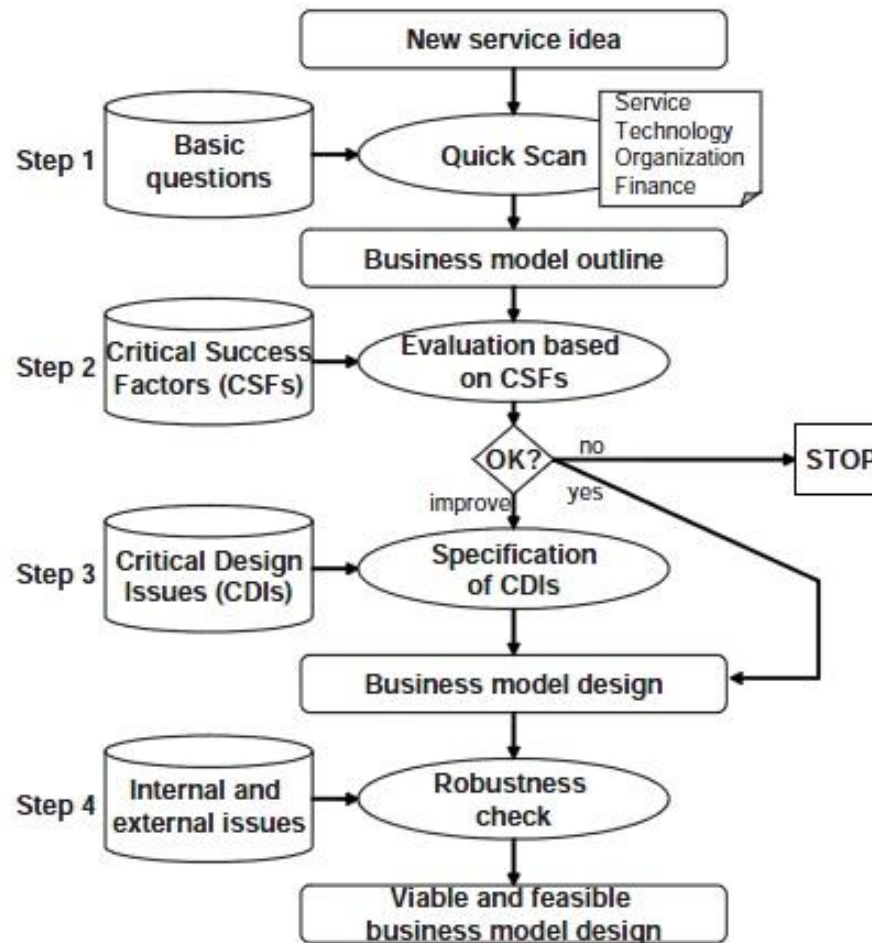 New service idea
Step 1
Basic
questions
Quick Scan
Service
Technology
Organization
Finance
Business model outline
Step 2
Critical Success
Factors (CSFs)
Evaluation based
on CSFs
OK?
no
STOP
yes
improve
Step 3
Critical Design
Issues (CDIs)
Specification
of CDIs
Business model design
Step 4
Internal and
external issues
Robustness
check
Viable and feasible
business model design